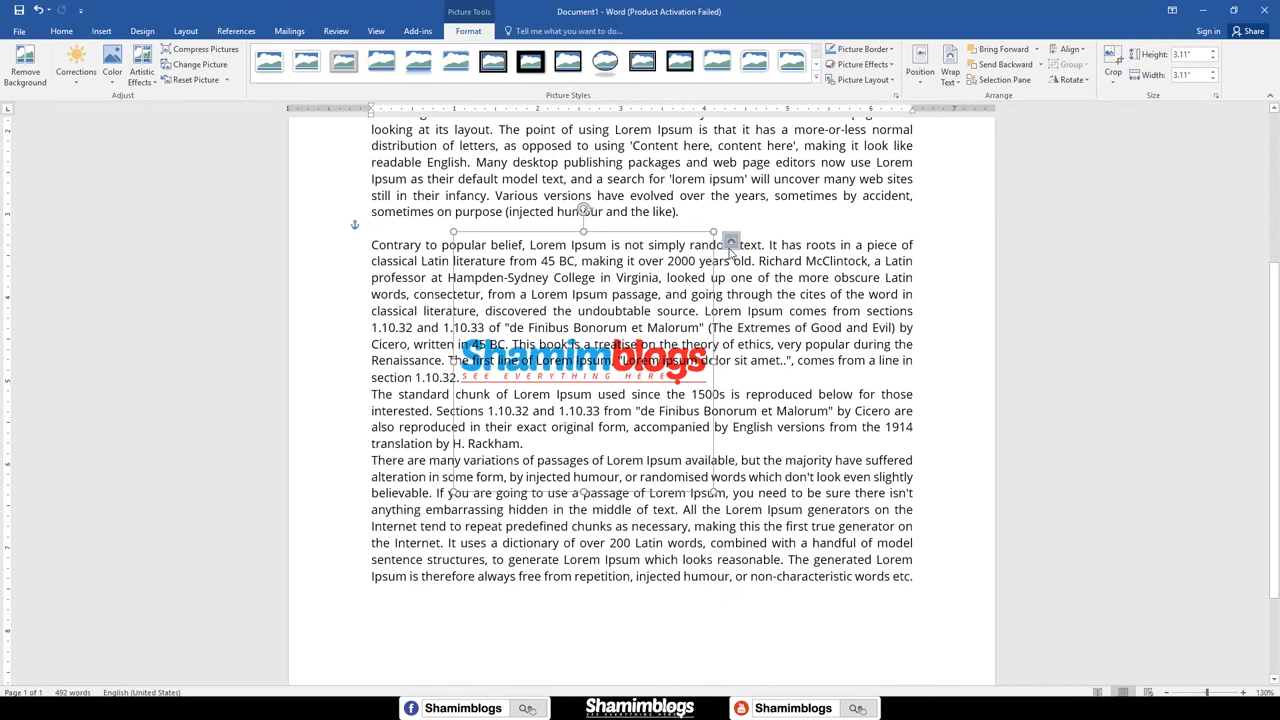 Picture Tools
Document1 - Word (Product Activation Failed)
File Home Insert Design Layout References Mailings Review View Add-ins Format Tell me what you want to do... Sign in Share
Remove Background
Corrections
Color
Artistic Effects
Compress Pictures
Change Picture
Reset Picture
Adjust
Picture Styles
Picture Border
Picture Effects
Picture Layout
Position
Wrap Text
Bring Forward
Send Backward
Selection Pane
Align
Group
Rotate
Arrange
Crop
Height: 3.11"
Width: 3.11"
Size
looking at its layout. The point of using Lorem Ipsum is that it has a more-or-less normal
distribution of letters, as opposed to using 'Content here, content here', making it look like
readable English. Many desktop publishing packages and web page editors now use Lorem
Ipsum as their default model text, and a search for 'lorem ipsum' will uncover many web sites
still in their infancy. Various versions have evolved over the years, sometimes by accident,
sometimes on purpose (injected humour and the like).
Contrary to popular belief, Lorem Ipsum is not simply random text. It has roots in a piece of
classical Latin literature from 45 BC, making it over 2000 years old. Richard McClintock, a Latin
professor at Hampden-Sydney College in Virginia, looked up one of the more obscure Latin
words, consectetur, from a Lorem Ipsum passage, and going through the cites of the word in
classical literature, discovered the undoubtable source. Lorem Ipsum comes from sections
1.10.32 and 1.10.33 of "de Finibus Bonorum et Malorum" (The Extremes of Good and Evil) by
Cicero, written in 45 BC. This book is a treatise on the theory of ethics, very popular during the
Renaissance. The first line of Lorem Ipsum, "Lorem ipsum dolor sit amet..", comes from a line in
section 1.10.32.
Shamimblogs
SEE EVERYTHING HERE
The standard chunk of Lorem Ipsum used since the 1500s is reproduced below for those
interested. Sections 1.10.32 and 1.10.33 from "de Finibus Bonorum et Malorum" by Cicero are
also reproduced in their exact original form, accompanied by English versions from the 1914
translation by H. Rackham.
There are many variations of passages of Lorem Ipsum available, but the majority have suffered
alteration in some form, by injected humour, or randomised words which don't look even slightly
believable. If you are going to use a passage of Lorem Ipsum, you need to be sure there isn't
anything embarrassing hidden in the middle of text. All the Lorem Ipsum generators on the
Internet tend to repeat predefined chunks as necessary, making this the first true generator on
the Internet. It uses a dictionary of over 200 Latin words, combined with a handful of model
sentence structures, to generate Lorem Ipsum which looks reasonable. The generated Lorem
Ipsum is therefore always free from repetition, injected humour, or non-characteristic words etc.
Page 1 of 1 492 words English (United States) 130%
Shamimblogs
Shamimblogs
SEE EVERYTHING HERE
Shamimblogs